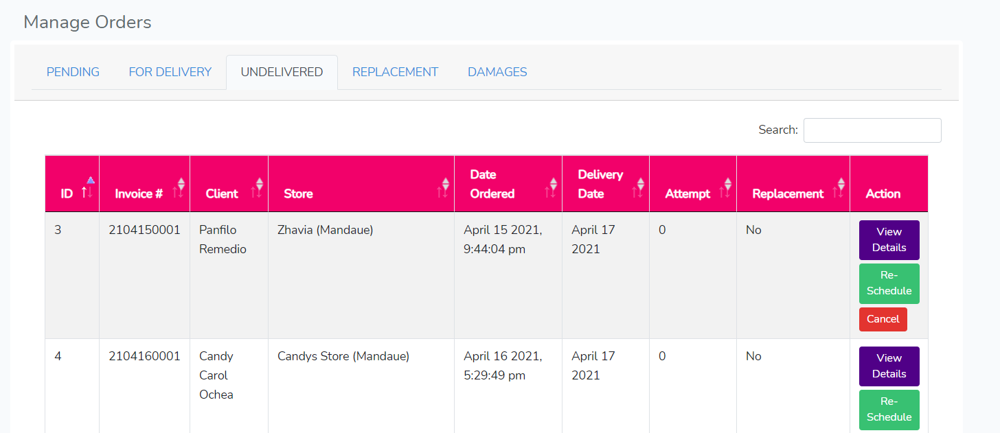 Manage Orders
PENDING FOR DELIVERY UNDELIVERED REPLACEMENT DAMAGES
Search:
ID Invoice # Client Store Date Ordered Delivery Date Attempt Replacement Action
3 2104150001 Panfilo Remedio Zhavia (Mandaue) April 15 2021, 9:44:04 pm April 17 2021 0 No View Details
Re-Schedule
Cancel
4 2104160001 Candy Carol Ochea Candys Store (Mandaue) April 16 2021, 5:29:49 pm April 17 2021 0 No View Details
Re-Schedule